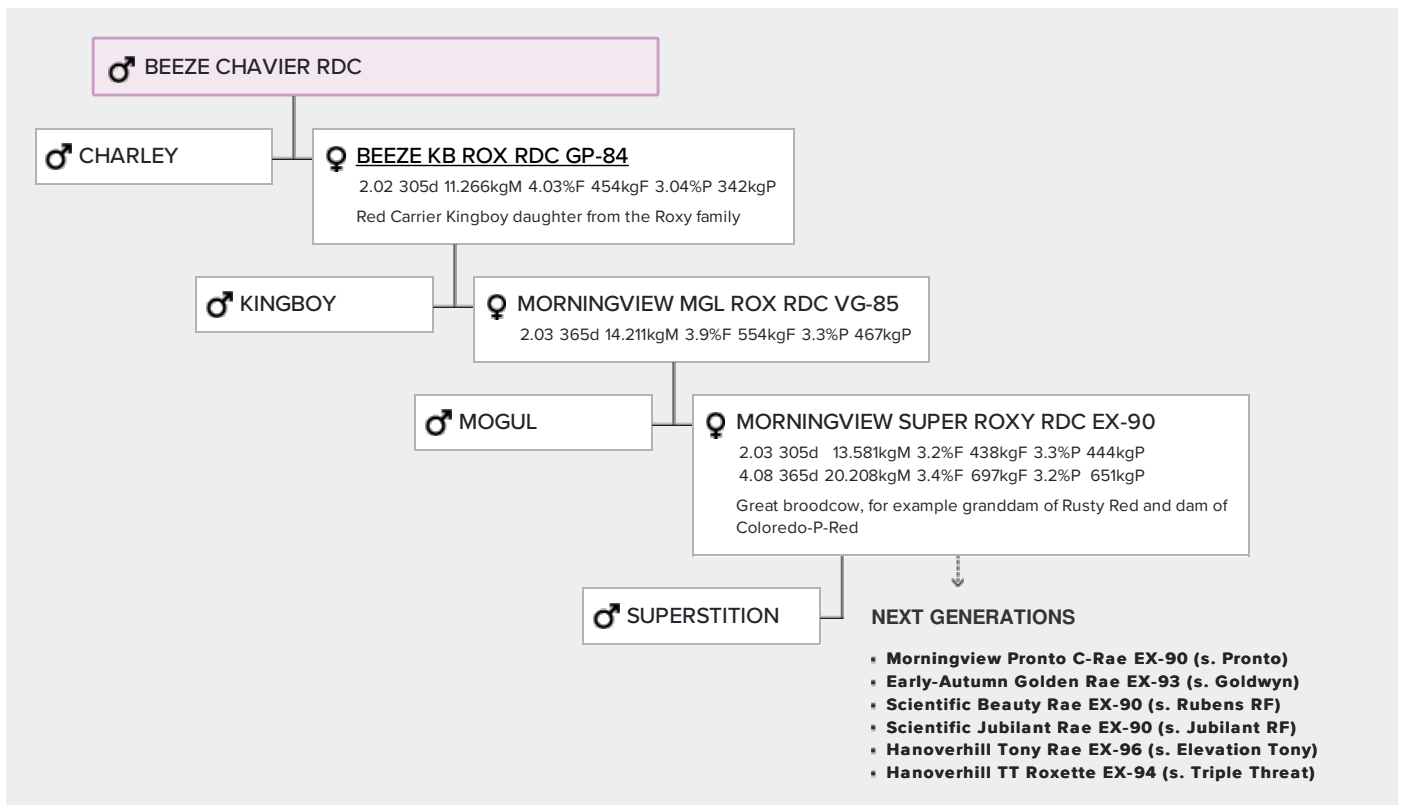 BEEZE CHAVIER RDC
CHARLEY
BEEZE KB ROX RDC GP-84
2.02 305d 11.266kgM 4.03%F 454kgF 3.04%P 342kgP
Red Carrier Kingboy daughter from the Roxy family
KINGBOY
MORNINGVIEW MGL ROX RDC VG-85
2.03 365d 14.211kgM 3.9%F 554kgF 3.3%P 467kgP
MOGUL
MORNINGVIEW SUPER ROXY RDC EX-90
2.03 305d 13.581kgM 3.2%F 438kgF 3.3%P 444kgP
4.08 365d 20.208kgM 3.4%F 697kgF 3.2%P 651kgP
Great broodcow, for example granddam of Rusty Red and dam of
Coloredo-P-Red
SUPERSTITION
NEXT GENERATIONS
Morningview Pronto C-Rae EX-90 (s. Pronto)
Early-Autumn Golden Rae EX-93 (s. Goldwyn)
Scientific Beauty Rae EX-90 (s. Rubens RF)
Scientific Jubilant Rae EX-90 (s. Jubilant RF)
Hanoverhill Tony Rae EX-96 (s. Elevation Tony)
Hanoverhill TT Roxette EX-94 (s. Triple Threat)